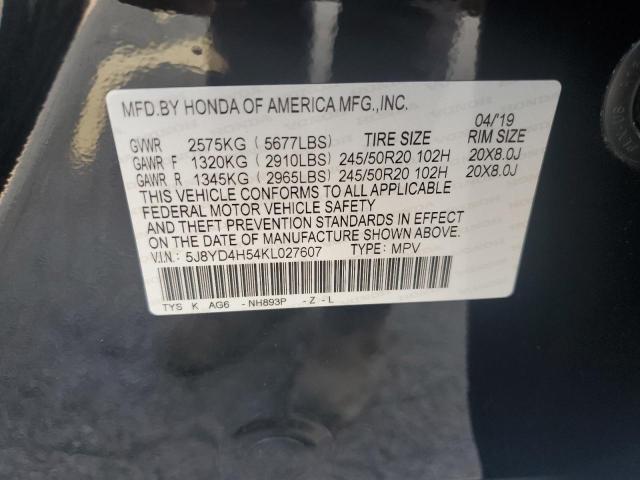 MFD.BY HONDA OF AMERICA MFG.,INC.
04/19
GVWR 2575KG ( 5677LBS) TIRE SIZE RIM SIZE
GAWR F 1320KG ( 2910LBS) 245/50R20 102H 20X8.0J
GAWR R 1345KG ( 2965LBS) 245/50R20 102H 20X8.0J
THIS VEHICLE CONFORMS TO ALL APPLICABLE
FEDERAL MOTOR VEHICLE SAFETY
AND THEFT PREVENTION STANDARDS IN EFFECT
ON THE DATE OF MANUFACTURE SHOWN ABOVE.
V.I.N.: 5J8YD4H54KL027607 TYPE: MPV
TYS K AG6 -NH893P -Z-L